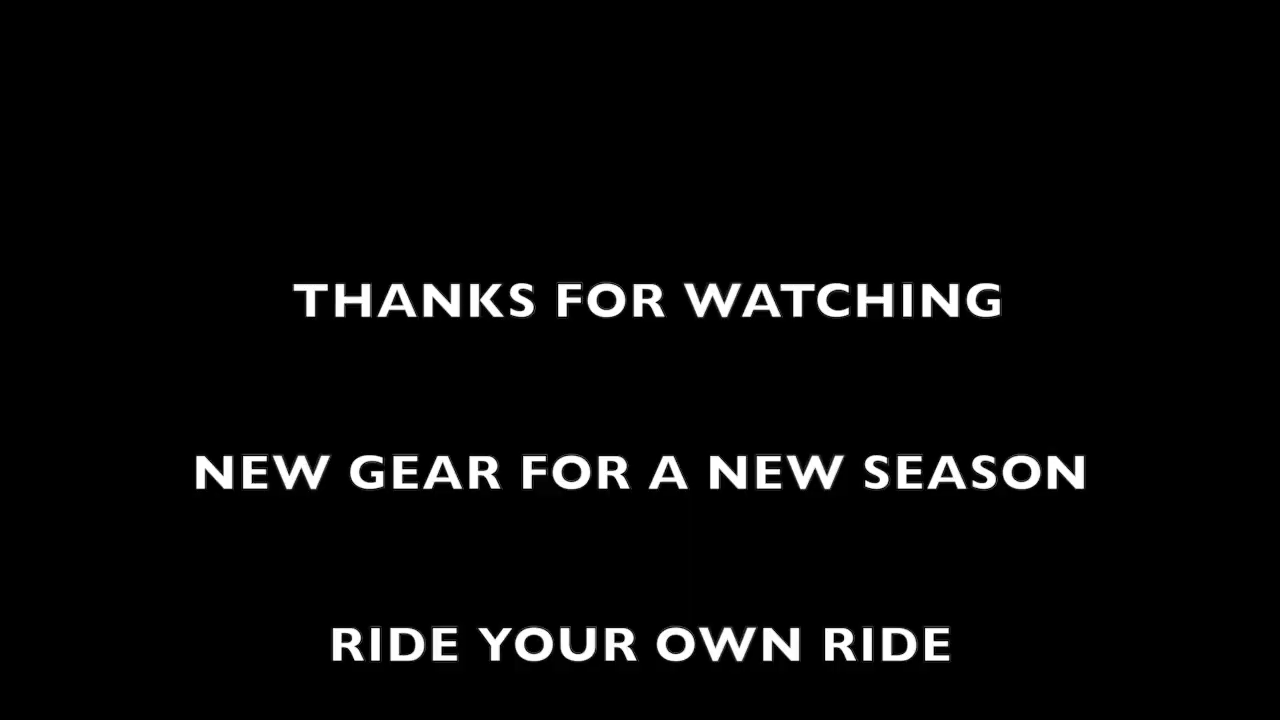 THANKS FOR WATCHING
NEW GEAR FOR A NEW SEASON
RIDE YOUR OWN RIDE